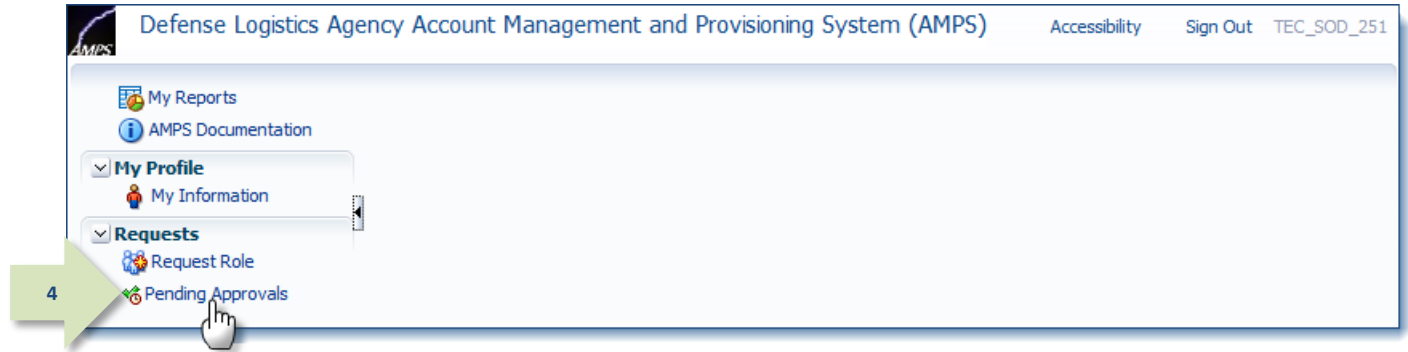 AMPS
Defense Logistics Agency Account Management and Provisioning System (AMPS) Accessibility Sign Out TEC_SOD_251
My Reports
AMPS Documentation
My Profile
My Information
Requests
Request Role
4 Pending Approvals